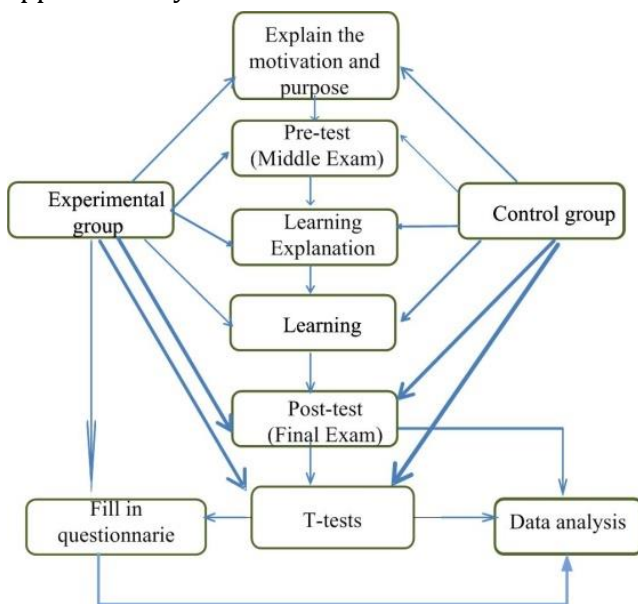 Explain the
motivation and
purpose
Pre-test
(Middle Exam)
Experimental
group
Control group
Learning
Explanation
Learning
Post-test
(Final Exam)
Fill in
questionnarie
T-tests
Data analysis